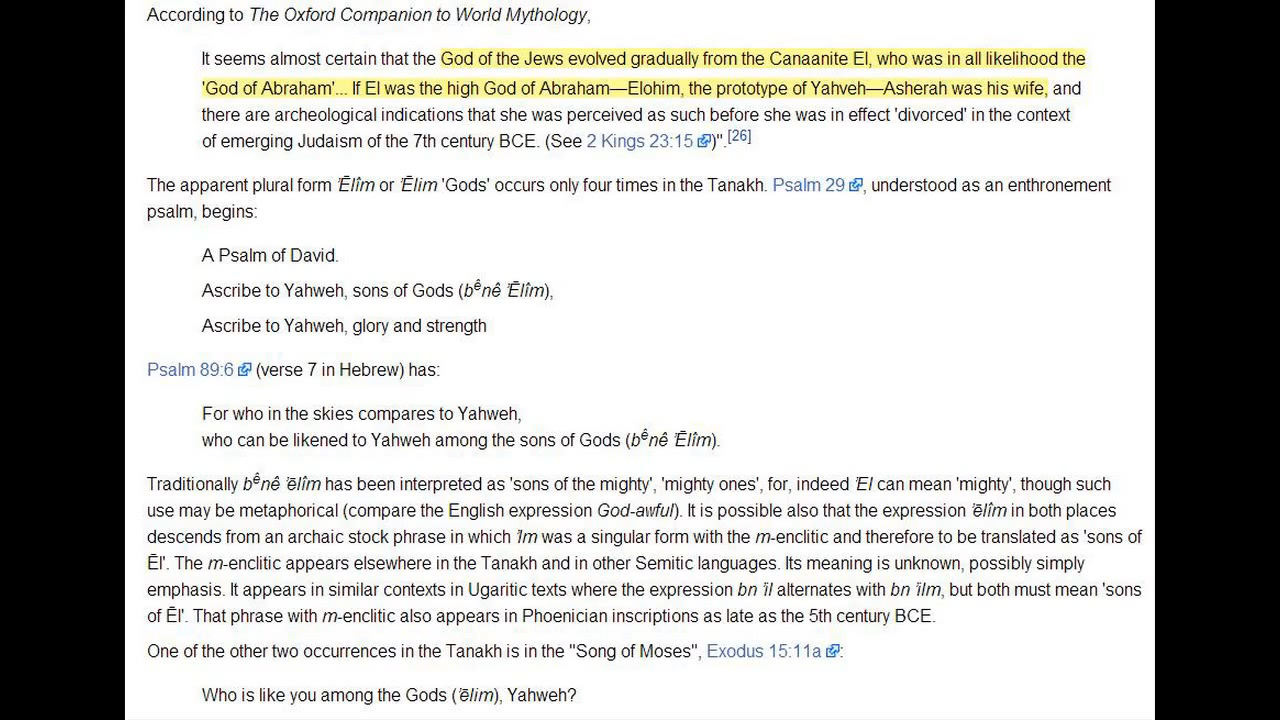 According to The Oxford Companion to World Mythology,
It seems almost certain that the God of the Jews evolved gradually from the Canaanite El, who was in all likelihood the
'God of Abraham'... If El was the high God of Abraham—Elohim, the prototype of Yahveh—Asherah was his wife, and
there are archeological indications that she was perceived as such before she was in effect 'divorced' in the context
of emerging Judaism of the 7th century BCE. (See 2 Kings 23:15)".[26]
The apparent plural form ʼĒlîm or ʼĒlim 'Gods' occurs only four times in the Tanakh. Psalm 29, understood as an enthronement
psalm, begins:
A Psalm of David.
Ascribe to Yahweh, sons of Gods (bênê ʼĒlîm),
Ascribe to Yahweh, glory and strength
Psalm 89:6 (verse 7 in Hebrew) has:
For who in the skies compares to Yahweh,
who can be likened to Yahweh among the sons of Gods (bênê ʼĒlîm).
Traditionally bênê ʼēlîm has been interpreted as 'sons of the mighty', 'mighty ones', for, indeed ʼEl can mean 'mighty', though such
use may be metaphorical (compare the English expression God-awful). It is possible also that the expression ʼēlîm in both places
descends from an archaic stock phrase in which ʼlm was a singular form with the m-enclitic and therefore to be translated as 'sons of
Ēl'. The m-enclitic appears elsewhere in the Tanakh and in other Semitic languages. Its meaning is unknown, possibly simply
emphasis. It appears in similar contexts in Ugaritic texts where the expression bn ʼil alternates with bn ʼilm, but both must mean 'sons
of Ēl'. That phrase with m-enclitic also appears in Phoenician inscriptions as late as the 5th century BCE.
One of the other two occurrences in the Tanakh is in the "Song of Moses", Exodus 15:11a:
Who is like you among the Gods (ʼēlim), Yahweh?